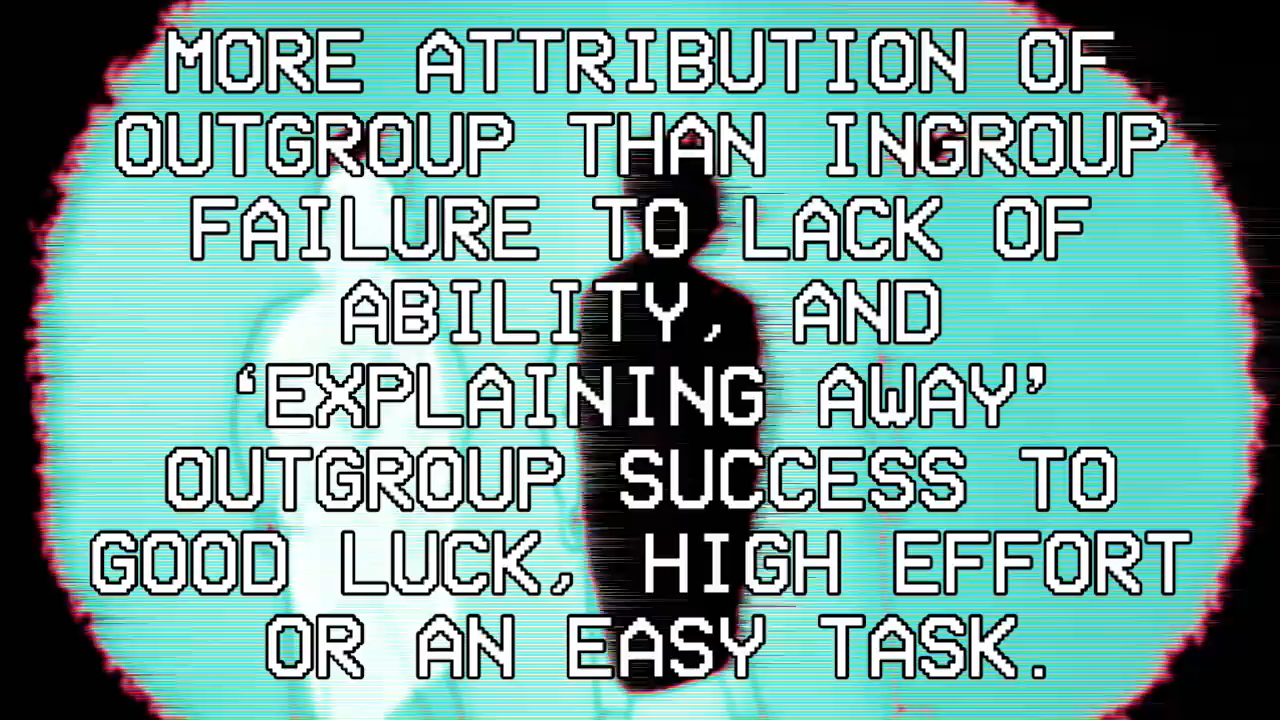 MORE ATTRIBUTION OF
OUTGROUP THAN INGROUP
FAILURE TO LACK OF
ABILITY, AND
‘EXPLAINING AWAY’
OUTGROUP SUCCESS TO
GOOD LUCK, HIGH EFFORT
OR AN EASY TASK.